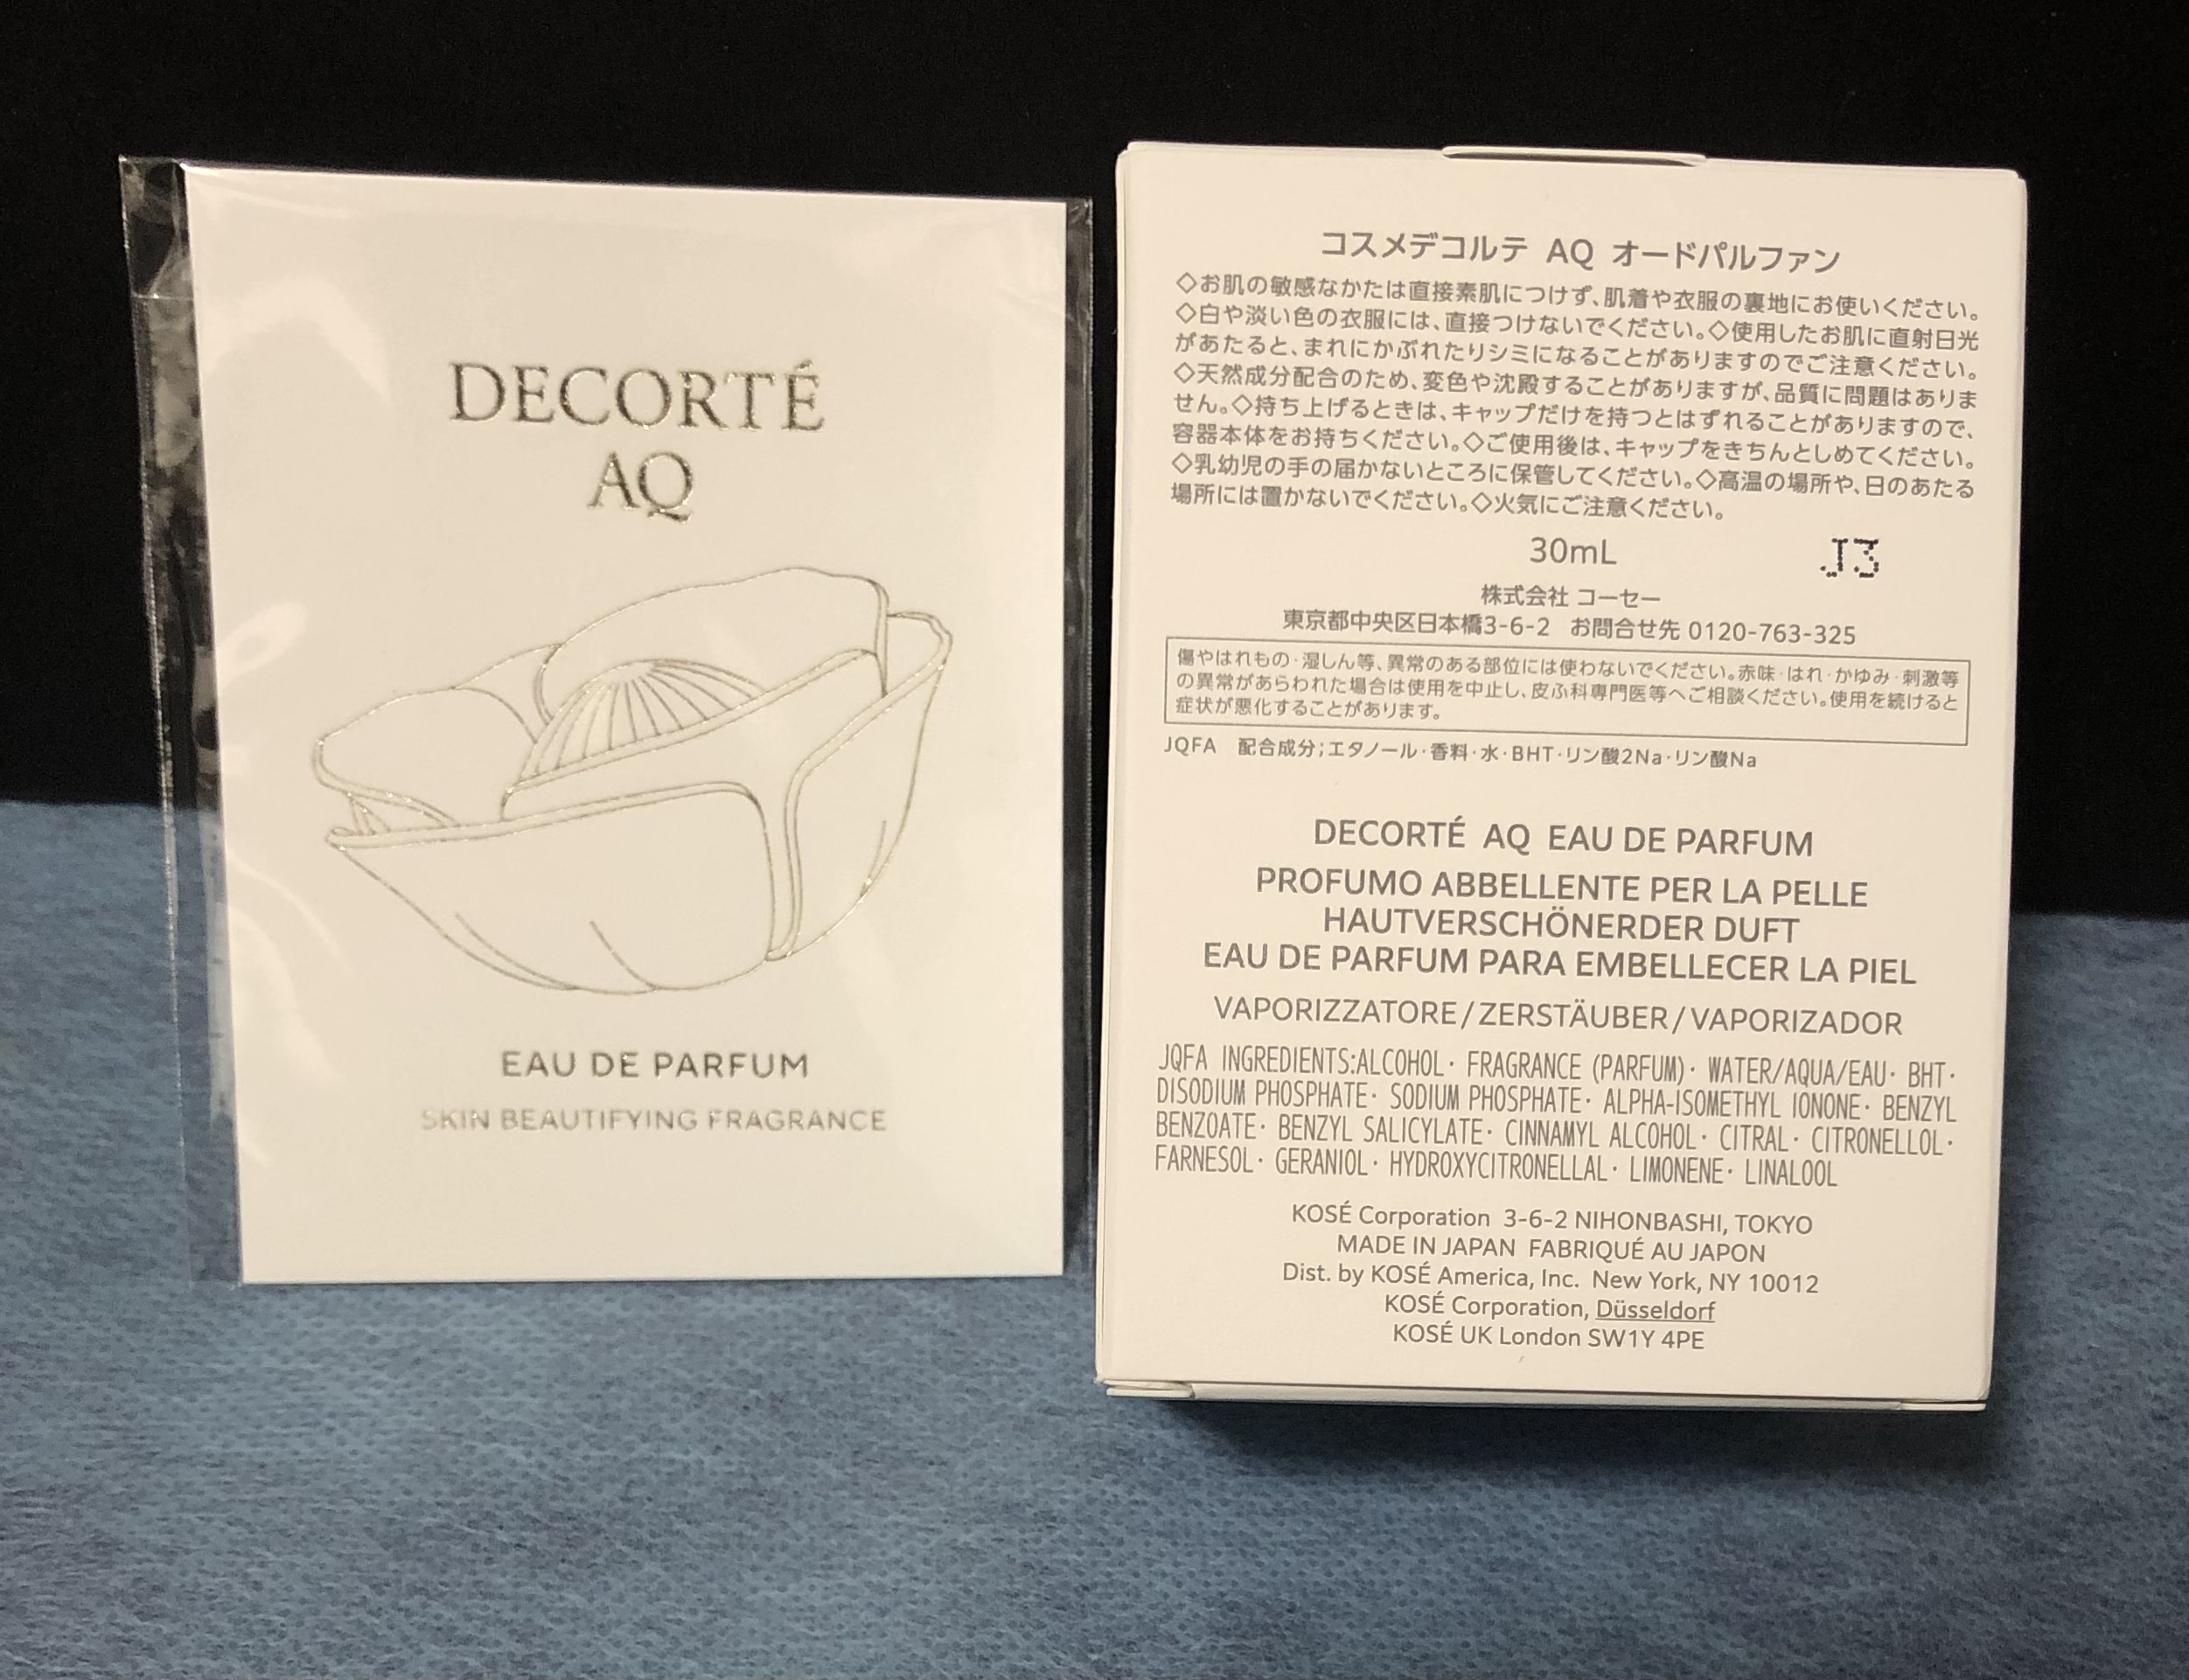 DECORTÉ
AQ
EAU DE PARFUM
SKIN BEAUTIFYING FRAGRANCE
コスメデコルテ AQ オードパルファン
◇お肌の敏感なかたは直接素肌につけず、肌着や衣服の裏地にお使いください。
◇白や淡い色の衣服には、直接つけないでください。◇使用したお肌に直射日光
があたると、まれにかぶれたりシミになることがありますのでご注意ください。
◇天然成分配合のため、変色や沈殿することがありますが、品質に問題はありま
せん。◇持ち上げるときは、キャップだけを持つとはずれることがありますので、
容器本体をお持ちください。◇ご使用後は、キャップをきちんとしめてください。
◇乳幼児の手の届かないところに保管してください。◇高温の場所や、日のあたる
場所には置かないでください。◇火気にご注意ください。
30mL
J3
株式会社 コーセー
東京都中央区日本橋3-6-2 お問合せ先 0120-763-325
傷やはれもの・湿しん等、異常のある部位には使わないでください。赤味・はれ・かゆみ・刺激等
の異常があらわれた場合は使用を中止し、皮ふ科専門医等へご相談ください。使用を続けると
症状が悪化することがあります。
JQFA 配合成分;エタノール・香料・水・BHT・リン酸2Na・リン酸Na
DECORTÉ AQ EAU DE PARFUM
PROFUMO ABBELLENTE PER LA PELLE
HAUTVERSCHÖNERDER DUFT
EAU DE PARFUM PARA EMBELLECER LA PIEL
VAPORIZZATORE/ZERSTÄUBER/VAPORIZADOR
JQFA INGREDIENTS:ALCOHOL・ FRAGRANCE (PARFUM)・ WATER/AQUA/EAU・ BHT・
DISODIUM PHOSPHATE・ SODIUM PHOSPHATE・ ALPHA-ISOMETHYL IONONE・ BENZYL
BENZOATE・ BENZYL SALICYLATE・ CINNAMYL ALCOHOL・ CITRAL・ CITRONELLOL・
FARNESOL・ GERANIOL・ HYDROXYCITRONELLAL・ LIMONENE・ LINALOOL
KOSÉ Corporation 3-6-2 NIHONBASHI, TOKYO
MADE IN JAPAN FABRIQUÉ AU JAPON
Dist. by KOSÉ America, Inc. New York, NY 10012
KOSÉ Corporation, Düsseldorf
KOSÉ UK London SW1Y 4PE